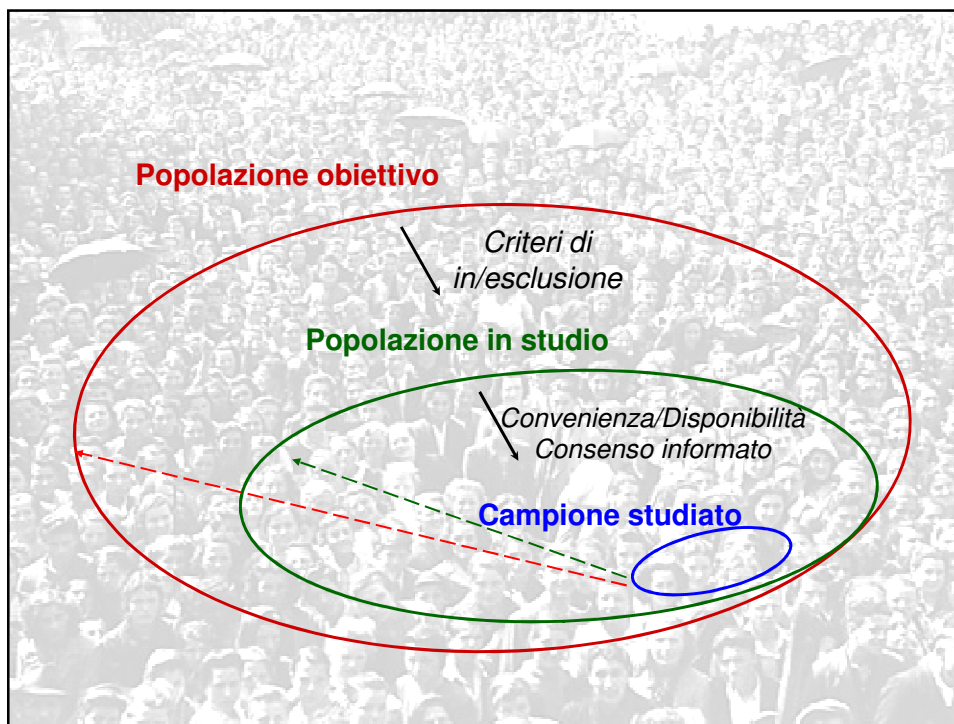 Popolazione obiettivo
Criteri di
in/esclusione
Popolazione in studio
Convenienza/Disponibilità
Consenso informato
Campione studiato